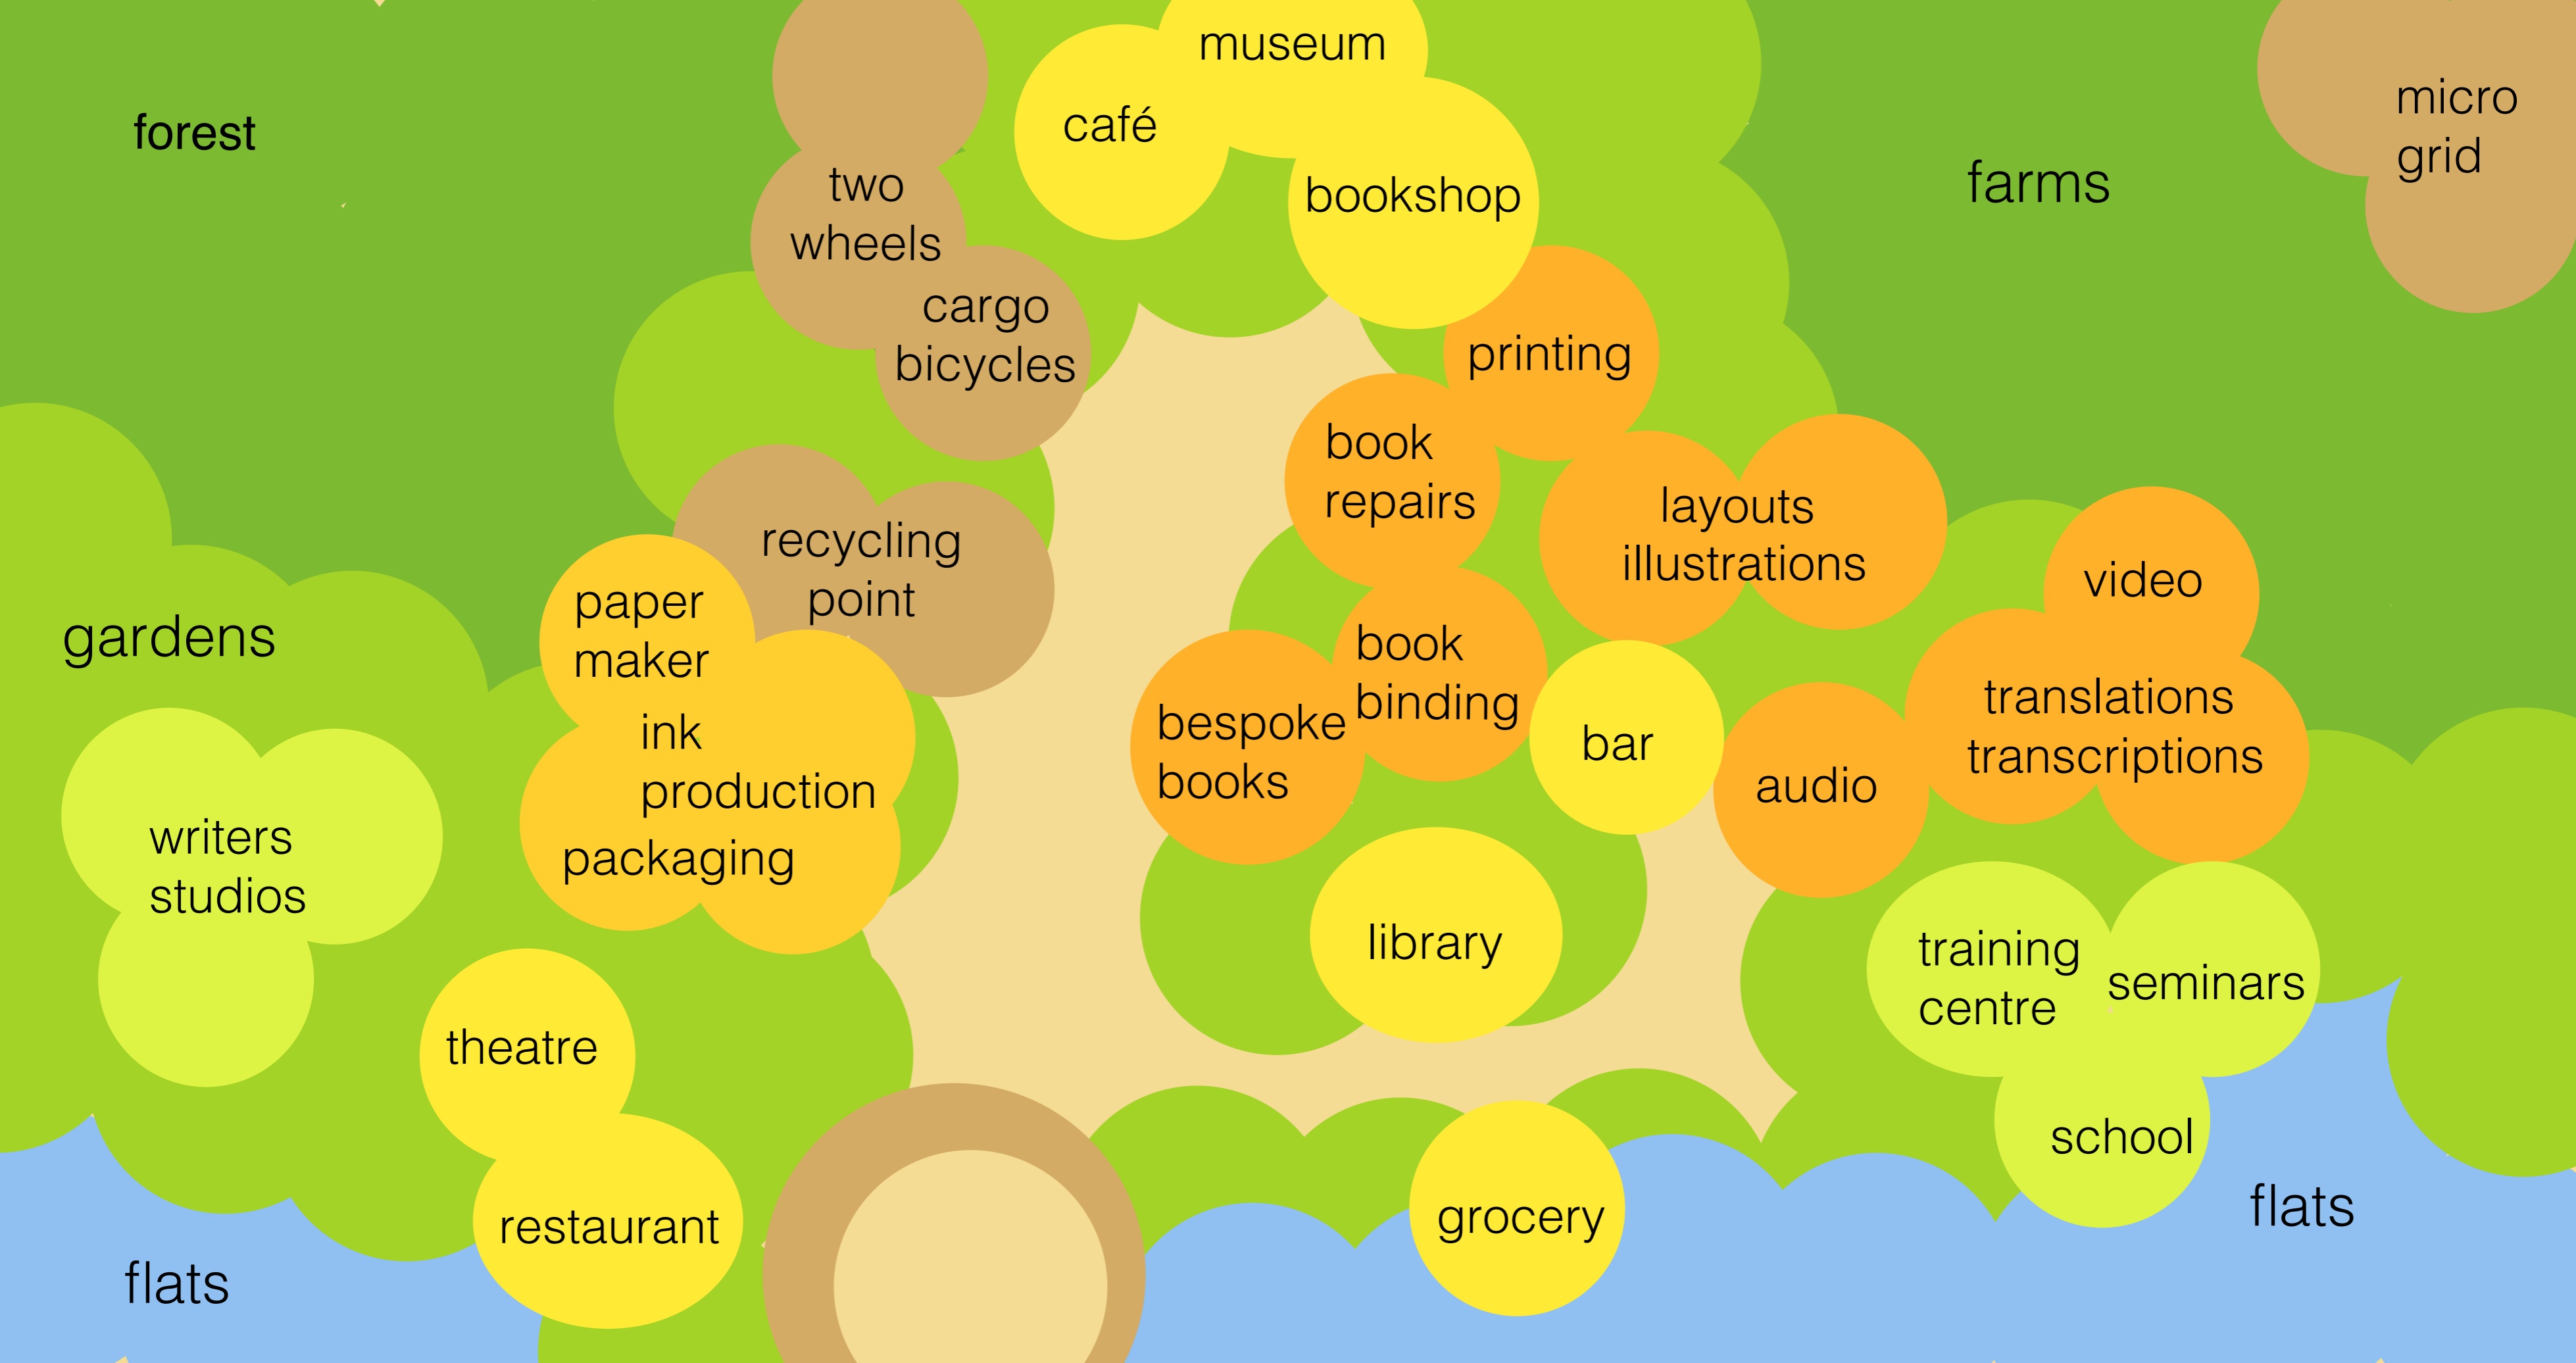 museum
café
bookshop
forest
two
wheels
cargo
bicycles
farms
micro
grid
printing
book
repairs
layouts
illustrations
video
recycling
point
paper
maker
gardens
ink
production
packaging
bespoke
books
book
binding
bar
audio
translations
transcriptions
writers
studios
library
training
centre
seminars
theatre
school
restaurant
grocery
flats
flats